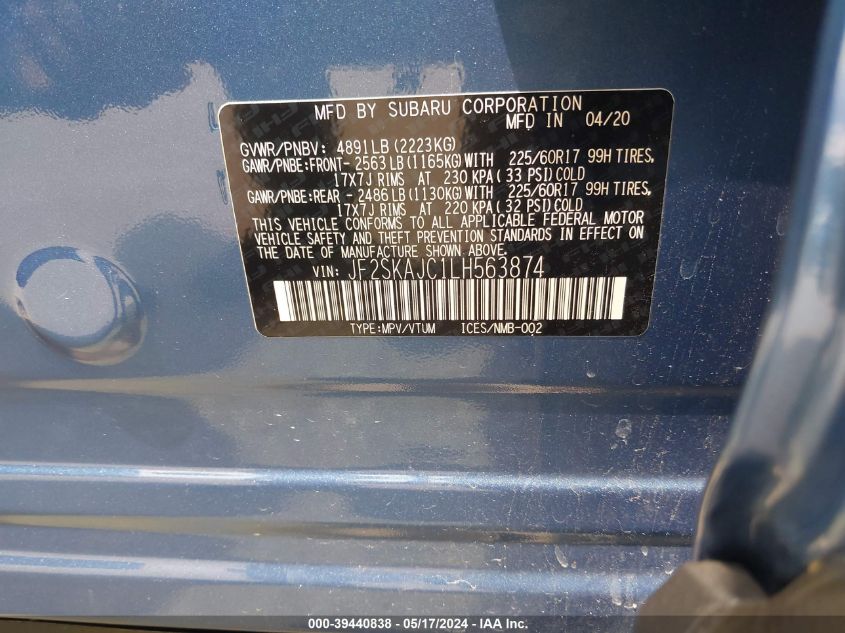 MFD BY SUBARU CORPORATION
MFD IN 04/20
GVWR/PNBV: 4891LB (2223KG)
GAWR/PNBE:FRONT- 2563 LB (1165KG) WITH 225/60R17 99H TIRES,
17X7J RIMS AT 230 KPA ( 33 PSI) COLD
GAWR/PNBE:REAR - 2486 LB (1130KG) WITH 225/60R17 99H TIRES,
17X7J RIMS AT 220 KPA ( 32 PSI) COLD
THIS VEHICLE CONFORMS TO ALL APPLICABLE FEDERAL MOTOR
VEHICLE SAFETY AND THEFT PREVENTION STANDARDS IN EFFECT ON
THE DATE OF MANUFACTURE SHOWN ABOVE.
VIN: JF2SKAJC1LH563874
TYPE:MPV/VTUM ICES/NMB-002
000-39440838 - 05/17/2024 - IAA Inc.